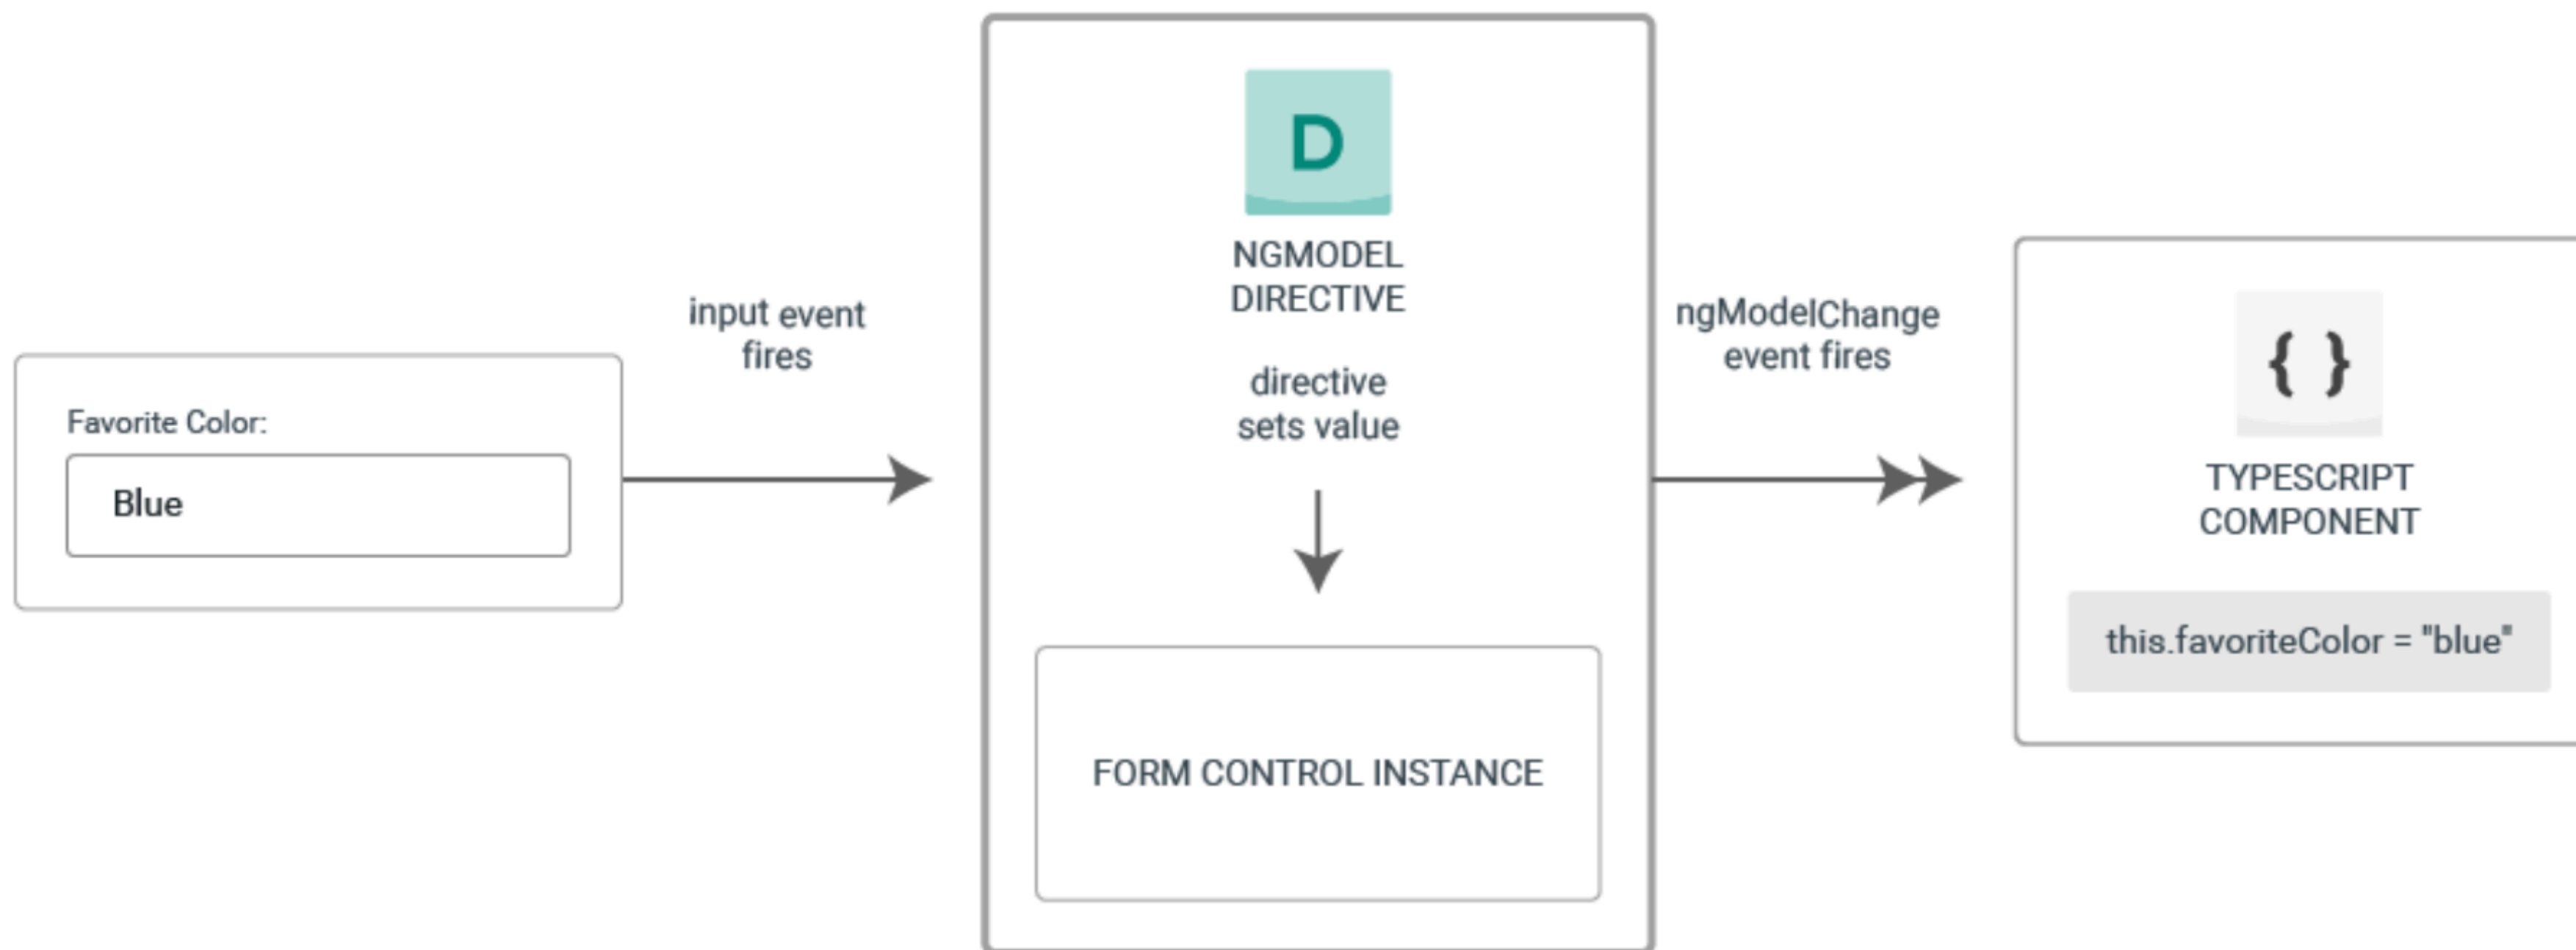 Favorite Color:
Blue
input event
fires
D
NGMODEL
DIRECTIVE
directive
sets value
FORM CONTROL INSTANCE
ngModelChange
event fires
{ }
TYPESCRIPT
COMPONENT
this.favoriteColor = "blue"